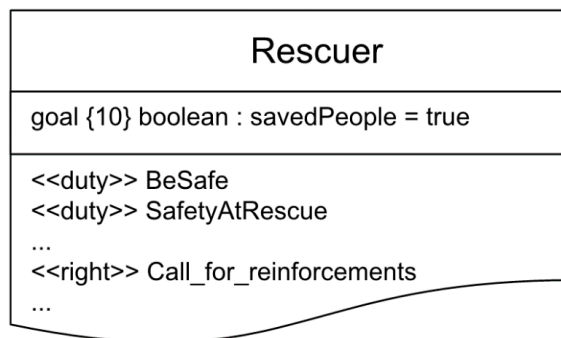 Rescuer
goal {10} boolean : savedPeople = true
<<duty>> BeSafe
<<duty>> SafetyAtRescue
...
<<right>> Call_for_reinforcements
...